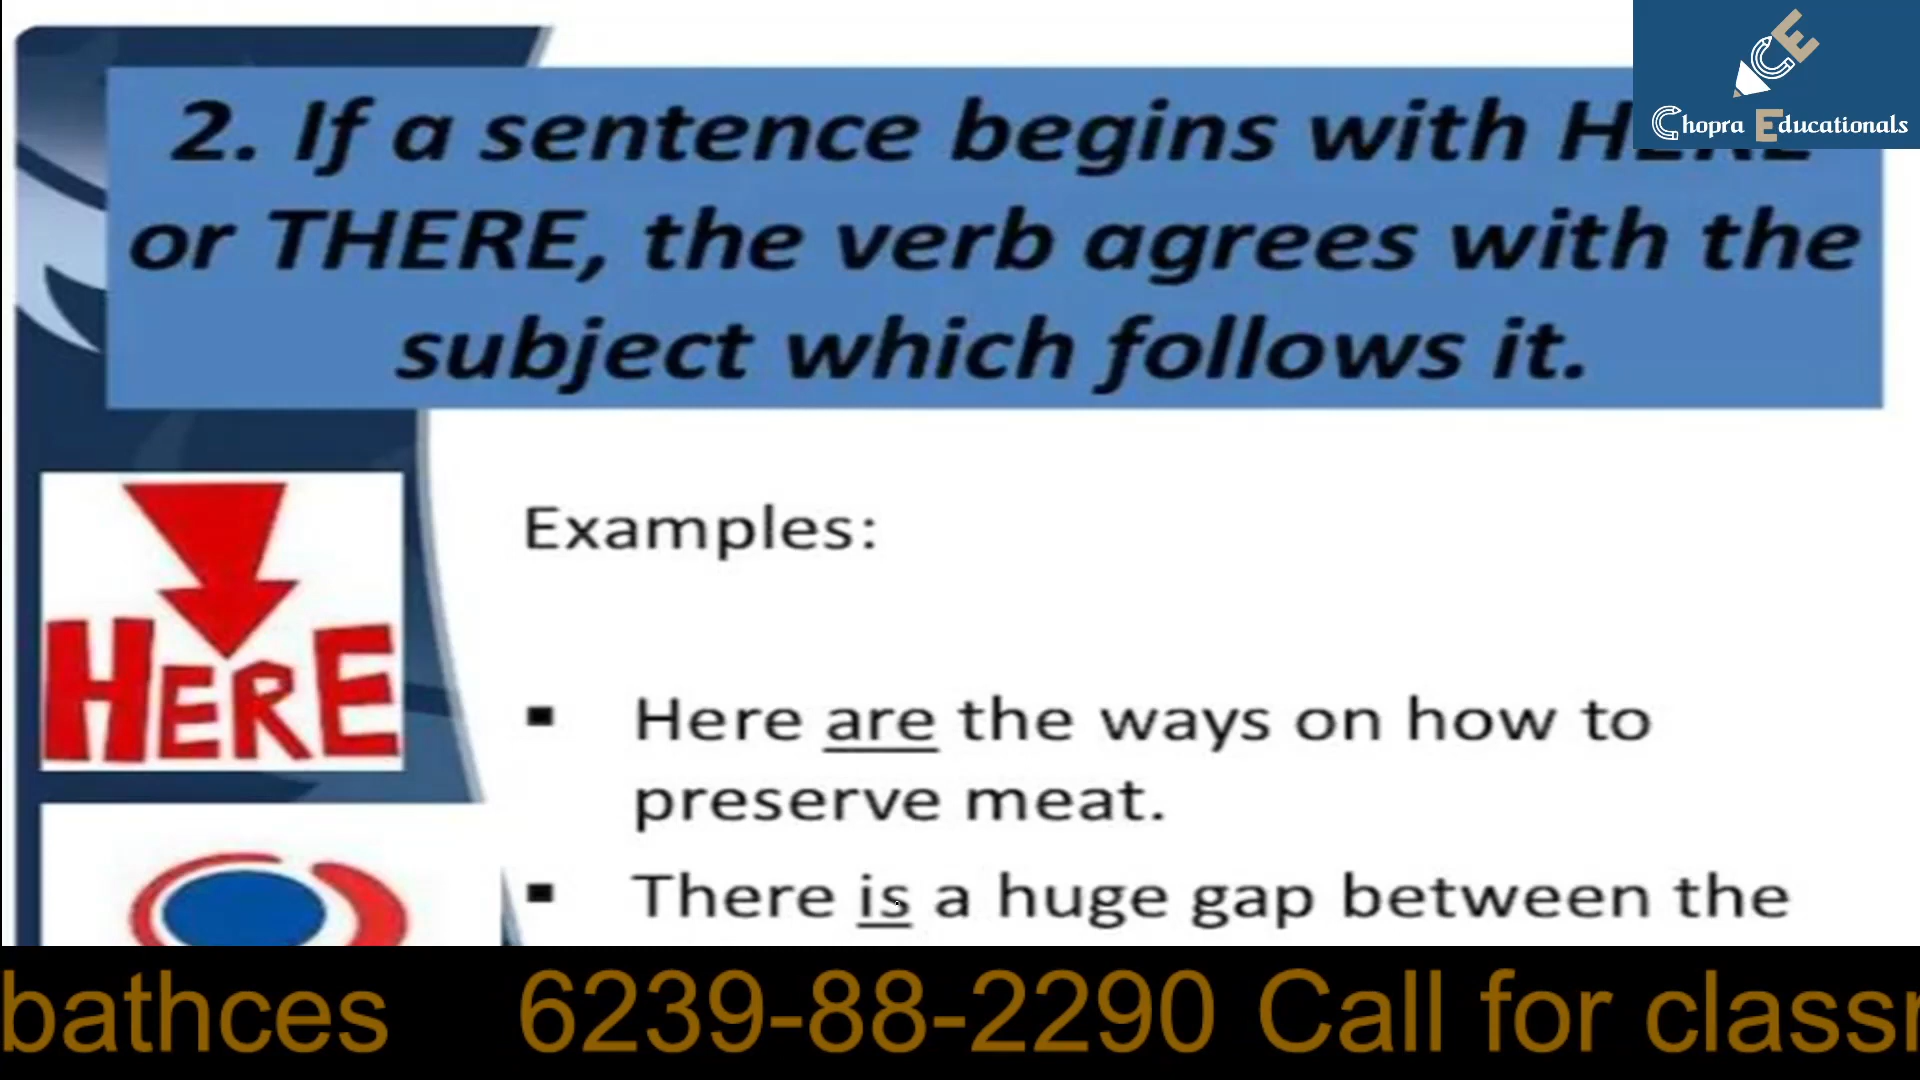 Chopra Educationals
2. If a sentence begins with HERE
or THERE, the verb agrees with the
subject which follows it.
HERE
Examples:
▪ Here are the ways on how to
preserve meat.
▪ There is a huge gap between the
bathces 6239-88-2290 Call for